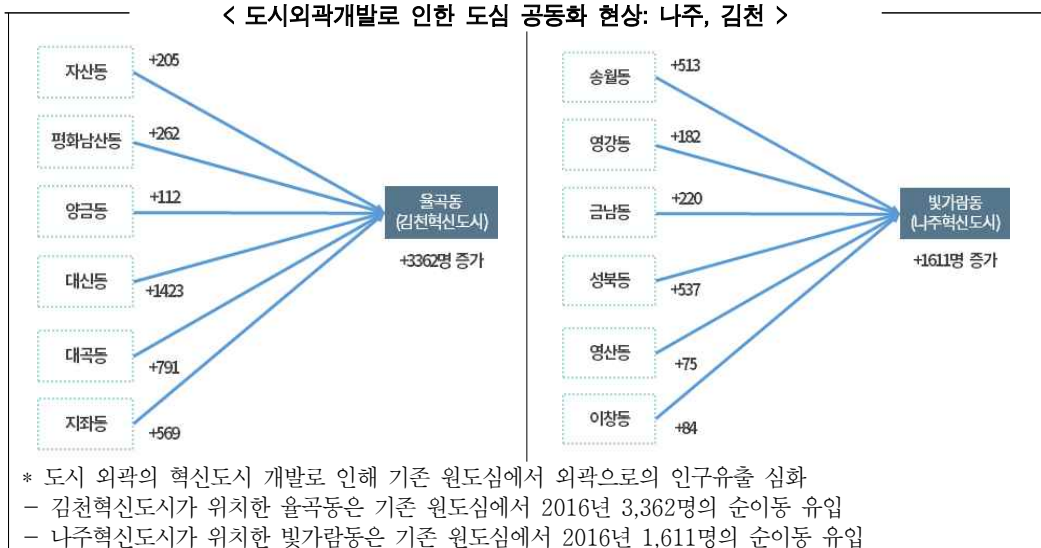 < 도시외곽개발로 인한 도심 공동화 현상: 나주, 김천 >
자산동 +205
평화남산동 +262
양금동 +112
대신동 +1423
대곡동 +791
지좌동 +569
율곡동
(김천혁신도시)
+3362명 증가
송월동 +513
영강동 +182
금남동 +220
성북동 +537
영산동 +75
이창동 +84
빛가람동
(나주혁신도시)
+1611명 증가
* 도시 외곽의 혁신도시 개발로 인해 기존 원도심에서 외곽으로의 인구유출 심화
- 김천혁신도시가 위치한 율곡동은 기존 원도심에서 2016년 3,362명의 순이동 유입
- 나주혁신도시가 위치한 빛가람동은 기존 원도심에서 2016년 1,611명의 순이동 유입